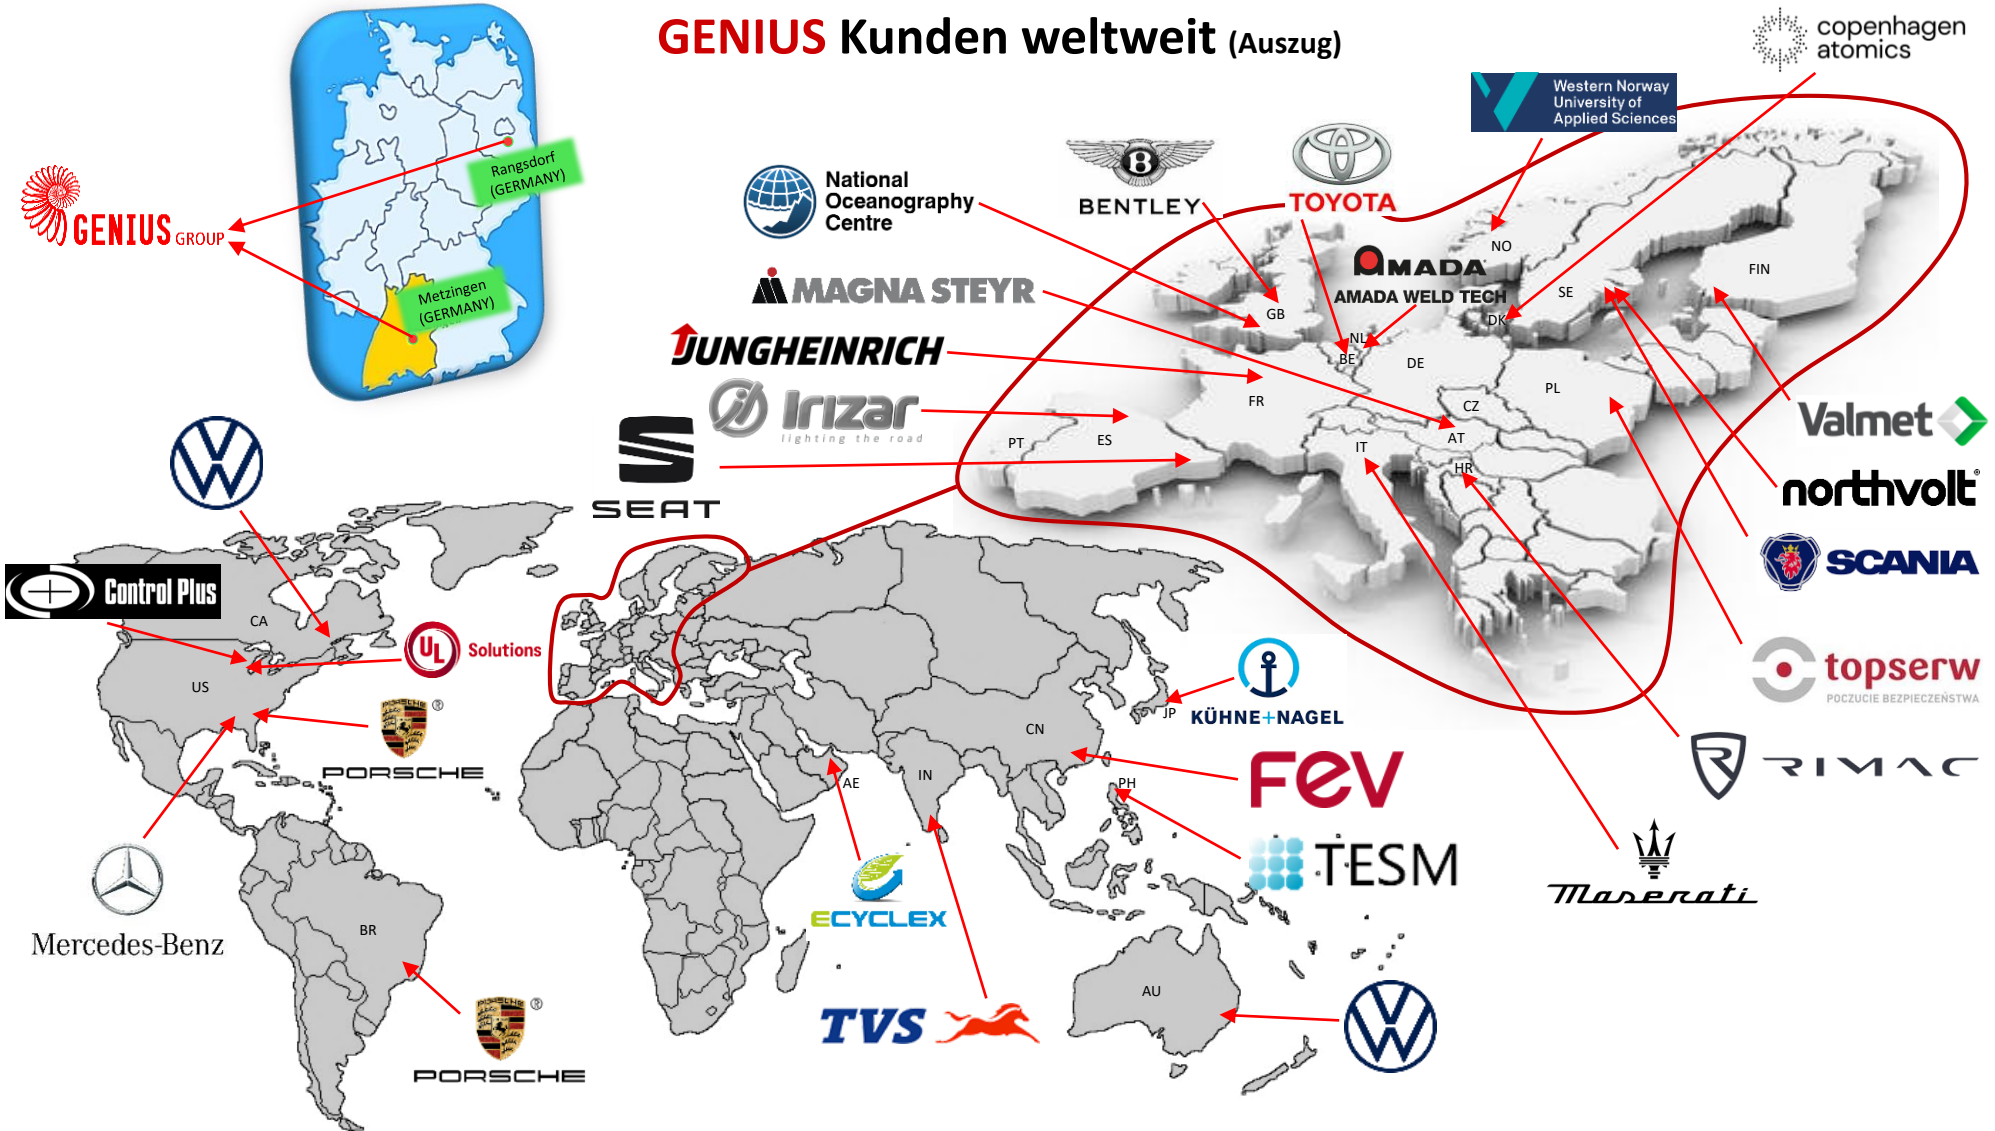 GENIUS Kunden weltweit (Auszug)
copenhagen
atomics
Western Norway
University of
Applied Sciences
Rangsdorf
(GERMANY)
GENIUS GROUP
Metzingen
(GERMANY)
National
Oceanography
Centre
B
BENTLEY
TOYOTA
MAGNA STEYR
AMADA
AMADA WELD TECH
JUNGHEINRICH
Irizar
lighting the road
SEAT
NO
FIN
SE
GB
DK
NL
BE
DE
PL
FR
CZ
PT
ES
AT
IT
HR
Valmet
northvolt®
SCANIA
topserw
POCZUCIE BEZPIECZEŃSTWA
RIMAC
Maserati
Control Plus
CA
UL Solutions
US
PORSCHE ®
PORSCHE
Mercedes-Benz
BR
PORSCHE ®
PORSCHE
KÜHNE+NAGEL
JP
CN
FEV
IN
AE
PH
TESM
ECYCLEX
TVS
AU